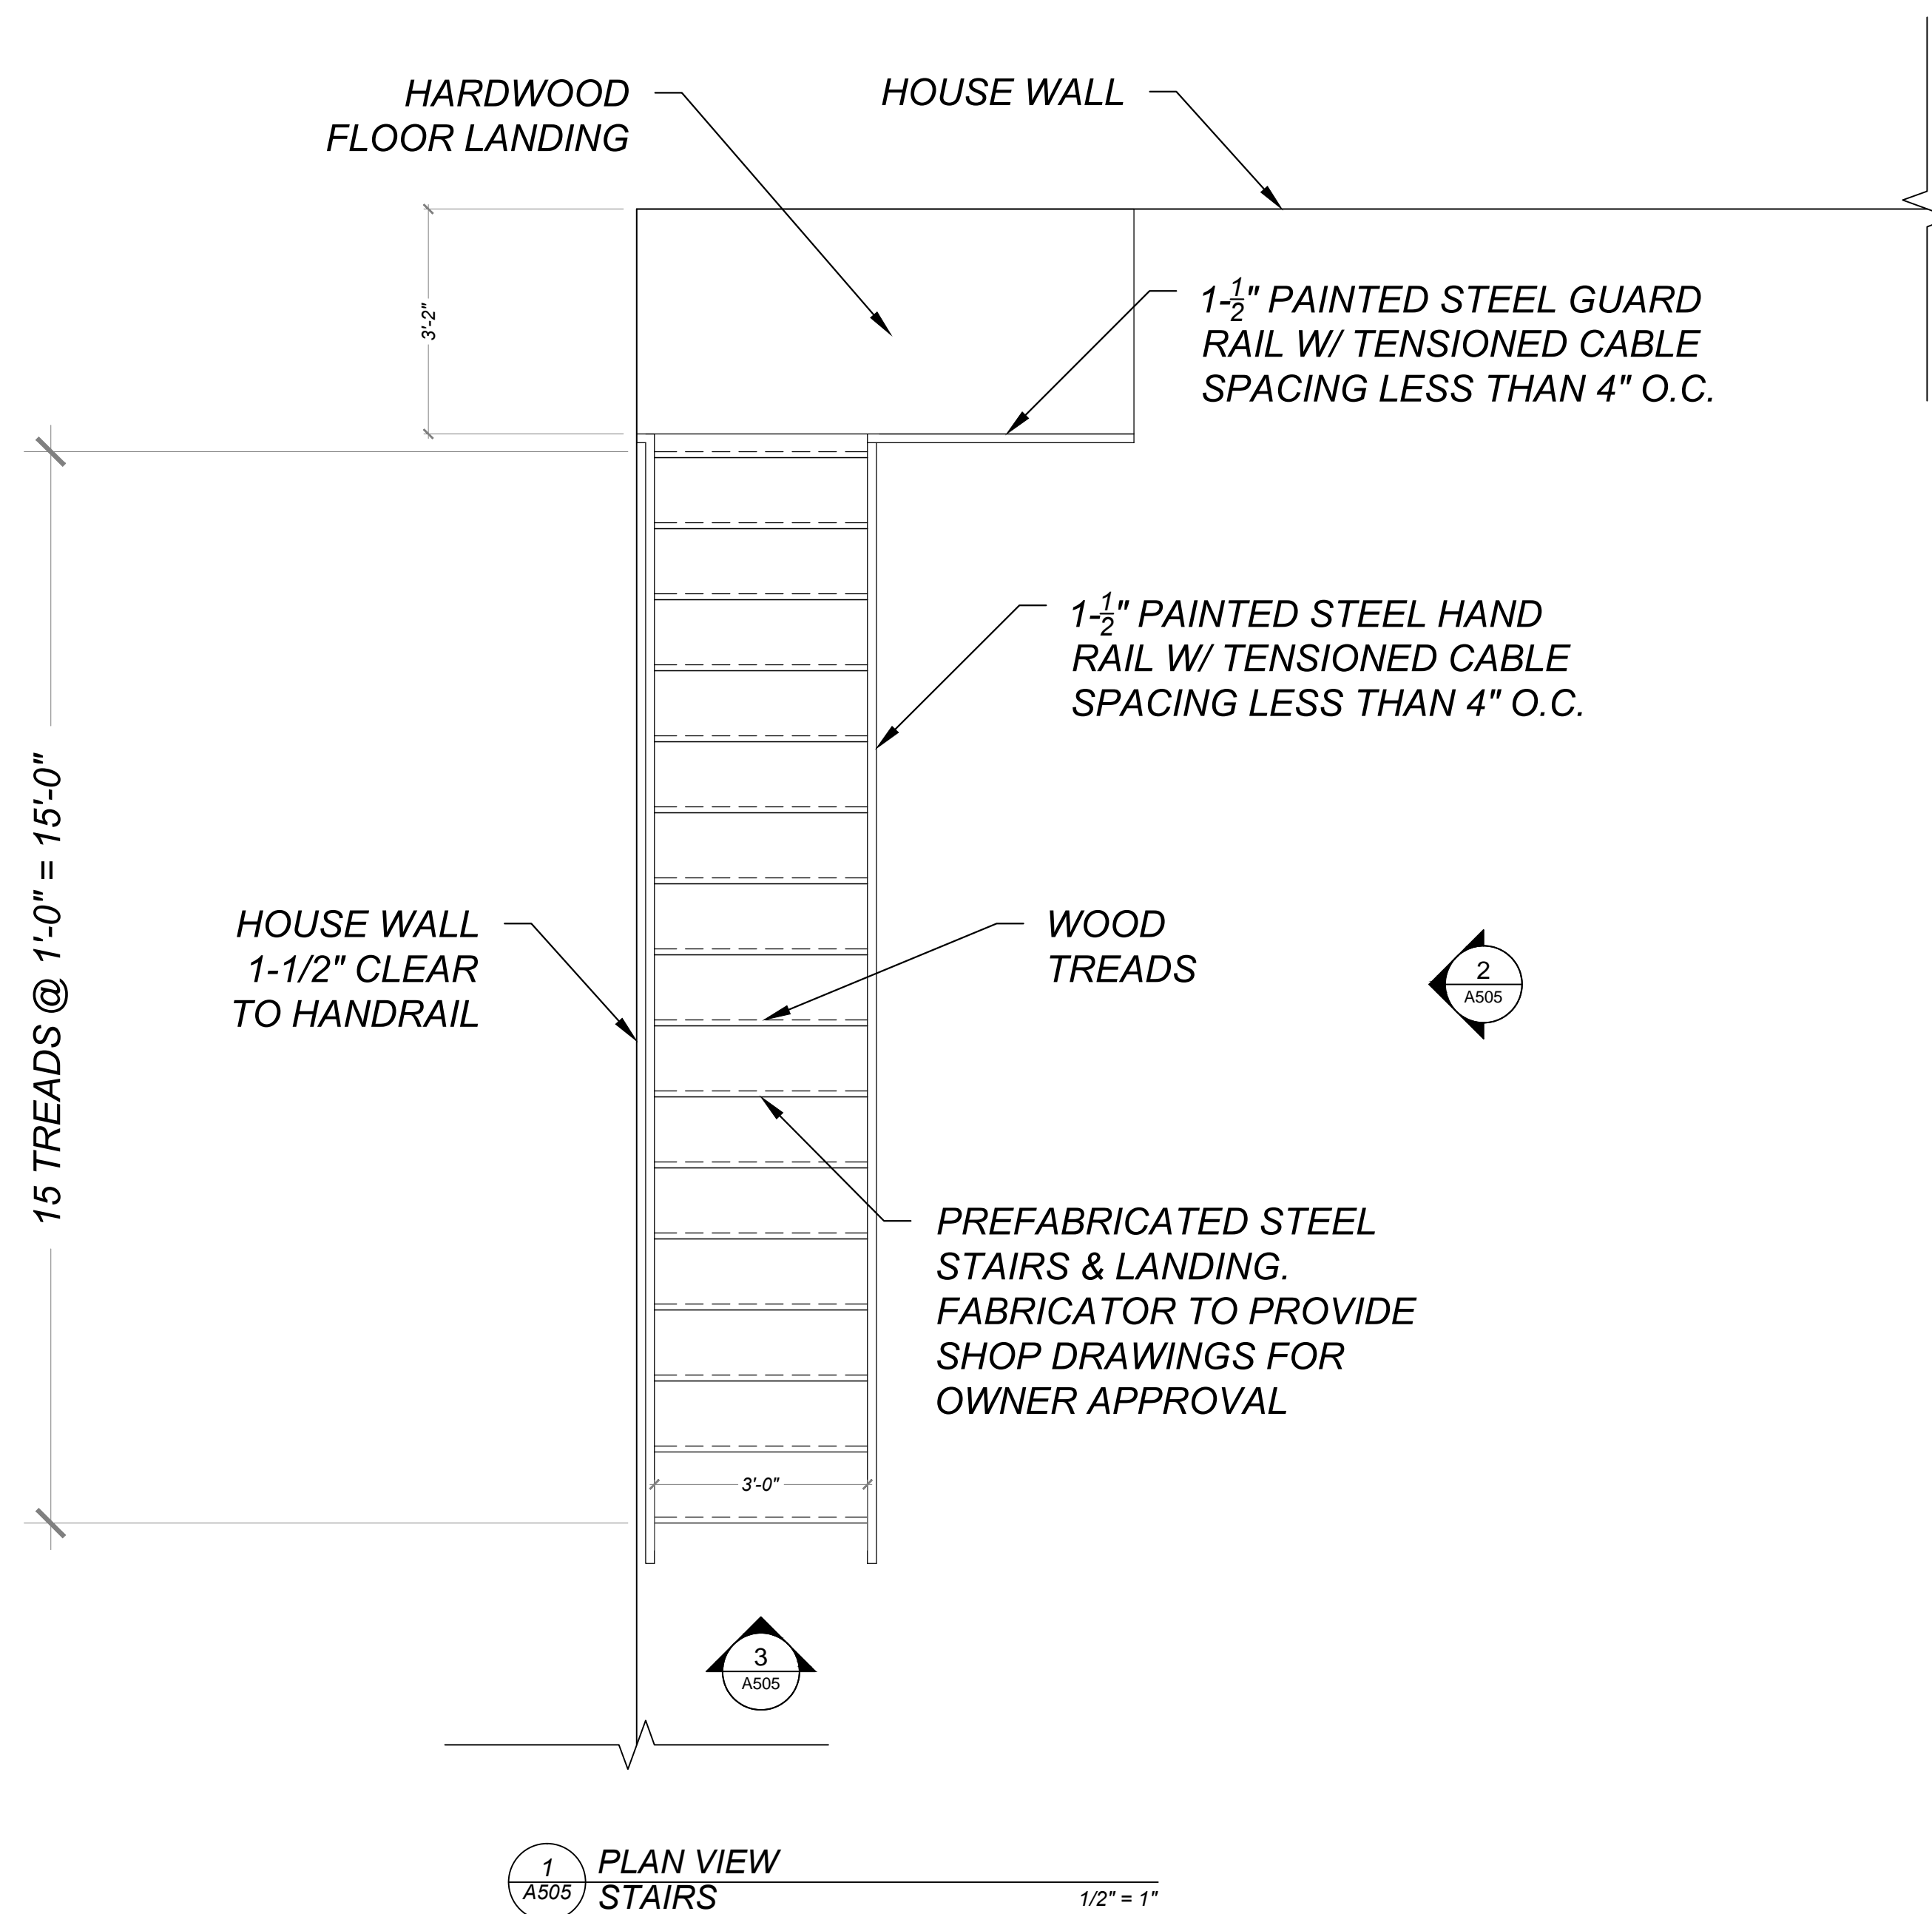 HARDWOOD
FLOOR LANDING
HOUSE WALL
3'-2"
1-1/2" PAINTED STEEL GUARD
RAIL W/ TENSIONED CABLE
SPACING LESS THAN 4" O.C.
1-1/2" PAINTED STEEL HAND
RAIL W/ TENSIONED CABLE
SPACING LESS THAN 4" O.C.
15 TREADS @ 1'-0" = 15'-0"
HOUSE WALL
1-1/2" CLEAR
TO HANDRAIL
WOOD
TREADS
2
A505
PREFABRICATED STEEL
STAIRS & LANDING.
FABRICATOR TO PROVIDE
SHOP DRAWINGS FOR
OWNER APPROVAL
3'-0"
3
A505
1
A505
PLAN VIEW
STAIRS
1/2" = 1"